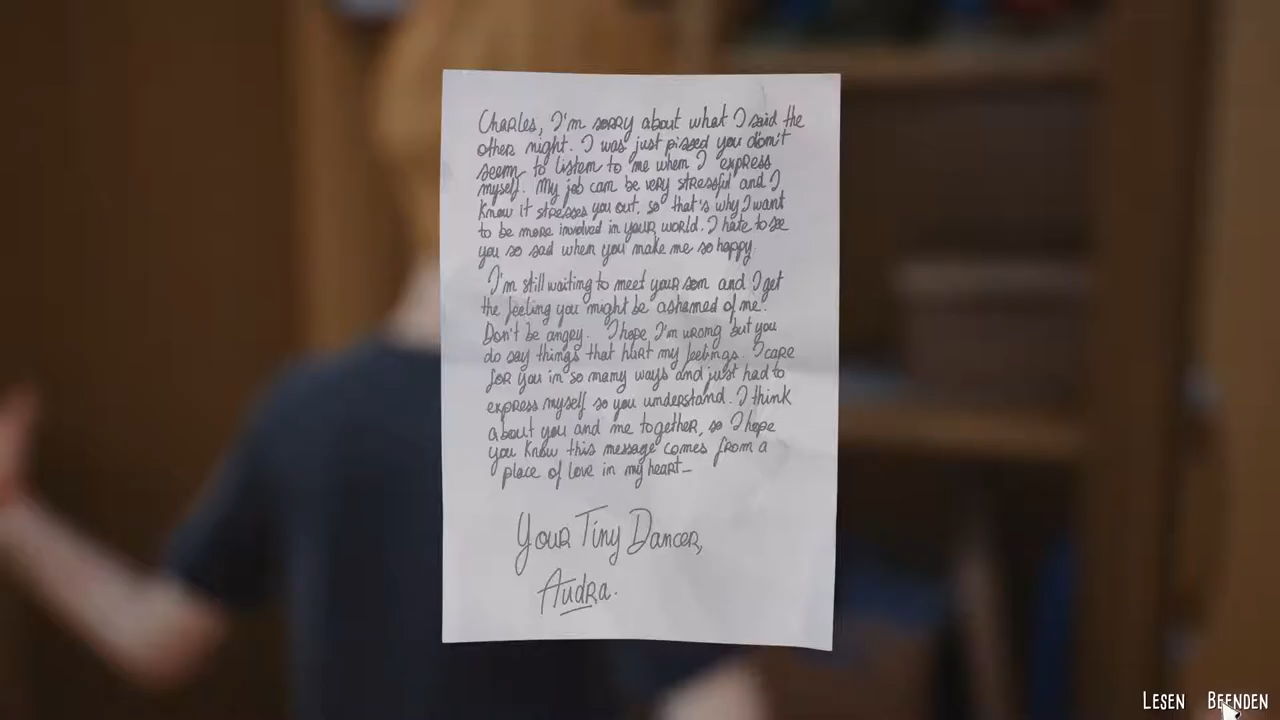 Charles, I'm sorry about what I said the
other night. I was just pissed you don't
seem to listen to me when I express
myself. My job can be very stressful and I
know it stresses you out, so that's why I want
to be more involved in your world. I hate to see
you so sad when you make me so happy.
I'm still waiting to meet your son and I get
the feeling you might be ashamed of me.
Don't be angry. I hope I'm wrong but you
do say things that hurt my feelings. I care
for you in so many ways and just had to
express myself so you understand. I think
about you and me together, so I hope
you know this message comes from a
place of love in my heart—
Your Tiny Dancer,
Audra.
LESEN BEENDEN